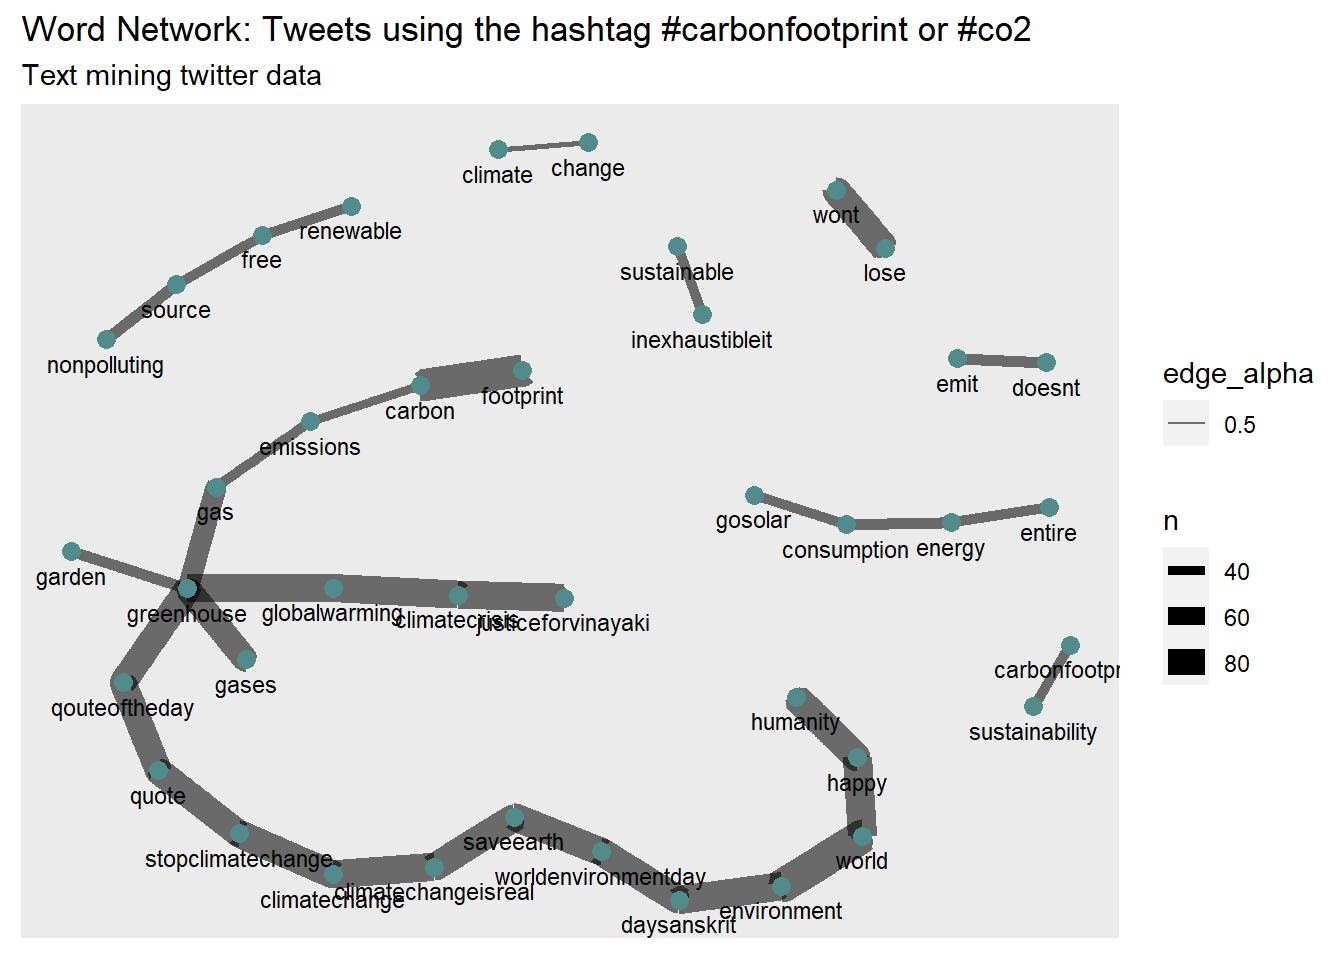 Word Network: Tweets using the hashtag #carbonfootprint or #co2
Text mining twitter data
climate
change
wont
renewable
free
sustainable
lose
source
inexhaustibleit
nonpolluting
emit
doesnt
footprint
carbon
emissions
gas
gosolar
entire
consumption
energy
garden
greenhouse
globalwarming
climatecrisis
justiceforvinayaki
carbonfootpr
gases
qouteoftheday
humanity
sustainability
happy
quote
saveearth
stopclimatechange
world
worldenvironmentday
climatechangeisreal
climatechange
environment
daysanskrit
edge_alpha
0.5
n
40
60
80